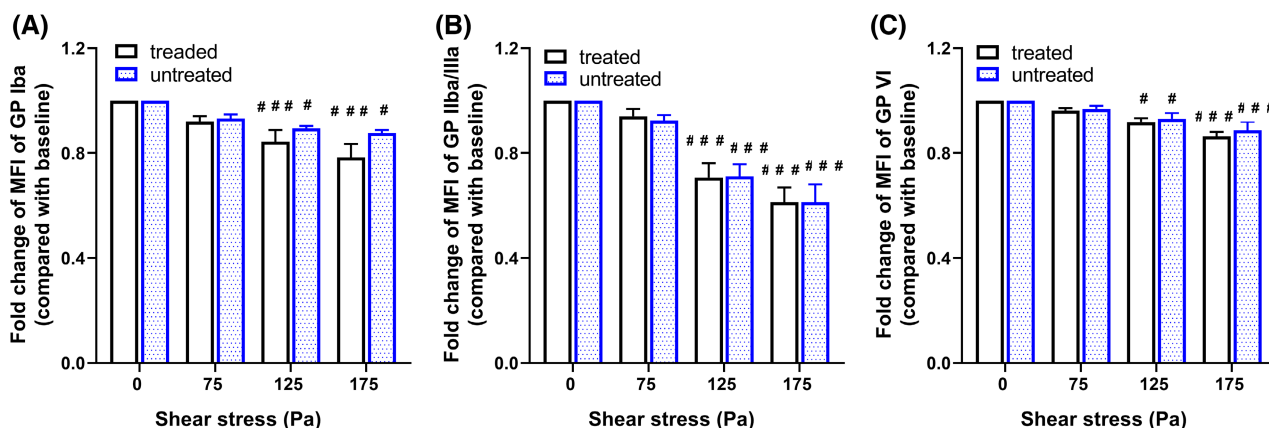 (A)
Fold change of MFI of GP Iba
(compared with baseline)
treaded
untreated
1.2
0.8
0.4
0.0
# # # #
# # # #
0 75 125 175
Shear stress (Pa)
(B)
Fold change of MFI of GP IIba/IIIa
(compared with baseline)
treated
untreated
1.2
0.8
0.4
0.0
# # # # # #
# # # # # #
0 75 125 175
Shear stress (Pa)
(C)
Fold change of MFI of GP VI
(compared with baseline)
treated
untreated
1.2
0.8
0.4
0.0
# #
# # # # # #
0 75 125 175
Shear stress (Pa)